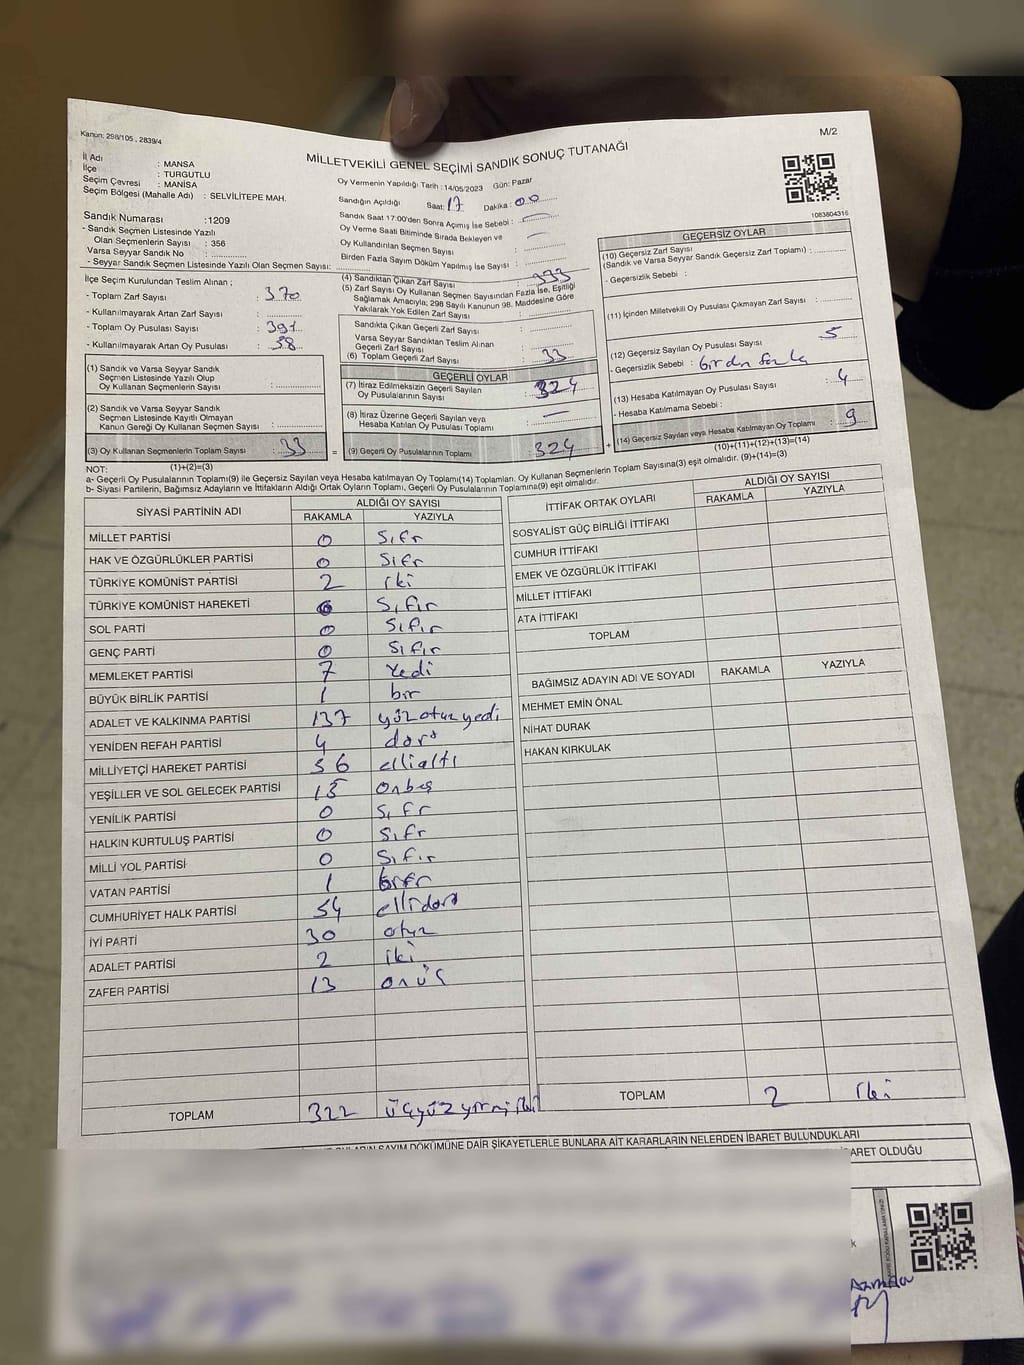 Kanun: 298/105 , 2839/4
M/2
MİLLETVEKİLİ GENEL SEÇİMİ SANDIK SONUÇ TUTANAĞI
İl Adı : MANSA
İlçe : TURGUTLU
Seçim Çevresi : MANİSA
Seçim Bölgesi (Mahalle Adı) : SELVİLİTEPE MAH.
Sandık Numarası :1209
- Sandık Seçmen Listesinde Yazılı
Olan Seçmenlerin Sayısı : 356
Varsa Seyyar Sandık No
- Seyyar Sandık Seçmen Listesinde Yazılı Olan Seçmen Sayısı:
Oy Vermenin Yapıldığı Tarih : 14/05/2023 Gün: Pazar
Sandığın Açıldığı Saat: 17 Dakika : 00
Sandık Saat 17:00'den Sonra Açımış İse Sebebi :
Oy Verme Saati Bitiminde Sırada Bekleyen ve
Oy Kullandırılan Seçmen Sayısı
Birden Fazla Sayım Döküm Yapılmış İse Sayısı :
1083804316
İlçe Seçim Kurulundan Teslim Alınan ;
- Toplam Zarf Sayısı : 370
- Kullanılmayarak Artan Zarf Sayısı :
- Toplam Oy Pusulası Sayısı : 391
- Kullanılmayarak Artan Oy Pusulası : 58
(1) Sandık ve Varsa Seyyar Sandık
Seçmen Listesinde Yazılı Olup
Oy Kullanan Seçmenlerin Sayısı :
(2) Sandık ve Varsa Seyyar Sandık
Seçmen Listesinde Kayıtlı Olmayan
Kanun Gereği Oy Kullanan Seçmen Sayısı :
(3) Oy Kullanan Seçmenlerin Toplam Sayısı : 33
(1)+(2)=(3)
(4) Sandıktan Çıkan Zarf Sayısı : 333
(5) Zarf Sayısı Oy Kullanan Seçmen Sayısından Fazla İse, Eşitliği
Sağlamak Amacıyla; 298 Sayılı Kanunun 98. Maddesine Göre
Yakılarak Yok Edilen Zarf Sayısı :
Sandıkta Çıkan Geçerli Zarf Sayısı :
Varsa Seyyar Sandıktan Teslim Alınan
Geçerli Zarf Sayısı :
(6) Toplam Geçerli Zarf Sayısı : 33
GEÇERLİ OYLAR
(7) İtiraz Edilmeksizin Geçerli Sayılan
Oy Pusulalarının Sayısı : 324
(8) İtiraz Üzerine Geçerli Sayılan veya
Hesaba Katılan Oy Pusulası Toplamı :
= (9) Geçerli Oy Pusulalarının Toplamı : 324 +
GEÇERSİZ OYLAR
(10) Geçersiz Zarf Sayısı
(Sandık ve Varsa Seyyar Sandık Geçersiz Zarf Toplamı) :
- Geçersizlik Sebebi :
(11) İçinden Milletvekili Oy Pusulası Çıkmayan Zarf Sayısı :
(12) Geçersiz Sayılan Oy Pusulası Sayısı : 5
- Geçersizlik Sebebi :
(13) Hesaba Katılmayan Oy Pusulası Sayısı : 4
- Hesaba Katılmama Sebebi :
(14) Geçersiz Sayılan veya Hesaba Katılmayan Oy Toplamı : 9
(10)+(11)+(12)+(13)=(14)
NOT:
a- Geçerli Oy Pusulalarının Toplamı(9) ile Geçersiz Sayılan veya Hesaba Katılmayan Oy Toplamı(14) Toplamları, Oy Kullanan Seçmenlerin Toplam Sayısına(3) eşit olmalıdır. (9)+(14)=(3)
b- Siyasi Partilerin, Bağımsız Adayların ve İttifakların Aldığı Ortak Oyların Toplamı, Geçerli Oy Pusulalarının Toplamına(9) eşit olmalıdır.
SİYASİ PARTİNİN ADI ALDIĞI OY SAYISI
RAKAMLA YAZIYLA
MİLLET PARTİSİ 0 Sıfr
HAK VE ÖZGÜRLÜKLER PARTİSİ 0 Sıfr
TÜRKİYE KOMÜNİST PARTİSİ 2 iki
TÜRKİYE KOMÜNİST HAREKETİ 0 Sıfır
SOL PARTİ 0 Sıfır
GENÇ PARTİ 0 Sıfır
MEMLEKET PARTİSİ 7 Yedi
BÜYÜK BİRLİK PARTİSİ 1 bir
ADALET VE KALKINMA PARTİSİ 137 yüzotuzyedi
YENİDEN REFAH PARTİSİ 4 dört
MİLLİYETÇİ HAREKET PARTİSİ 56 ellialtı
YEŞİLLER VE SOL GELECEK PARTİSİ 15 Onbeş
YENİLİK PARTİSİ 0 Sıfr
HALKIN KURTULUŞ PARTİSİ 0 Sıfr
MİLLİ YOL PARTİSİ 0 Sıfır
VATAN PARTİSİ 1
CUMHURİYET HALK PARTİSİ 54 ellidört
İYİ PARTİ 30 otuz
ADALET PARTİSİ 2 iki
ZAFER PARTİSİ 13 onüç
TOPLAM 322 üçyüzyirmiiki
İTTİFAK ORTAK OYLARI ALDIĞI OY SAYISI
RAKAMLA YAZIYLA
SOSYALİST GÜÇ BİRLİĞİ İTTİFAKI
CUMHUR İTTİFAKI
EMEK VE ÖZGÜRLÜK İTTİFAKI
MİLLET İTTİFAKI
ATA İTTİFAKI
TOPLAM
BAĞIMSIZ ADAYIN ADI VE SOYADI RAKAMLA YAZIYLA
MEHMET EMİN ÖNAL
NİHAT DURAK
HAKAN KIRKULAK
TOPLAM 2 İki
SAYIM DÖKÜMÜNE DAİR ŞİKAYETLERLE BUNLARA AİT KARARLARIN NELERDEN İBARET BULUNDUKLARI
ARET OLDUĞU